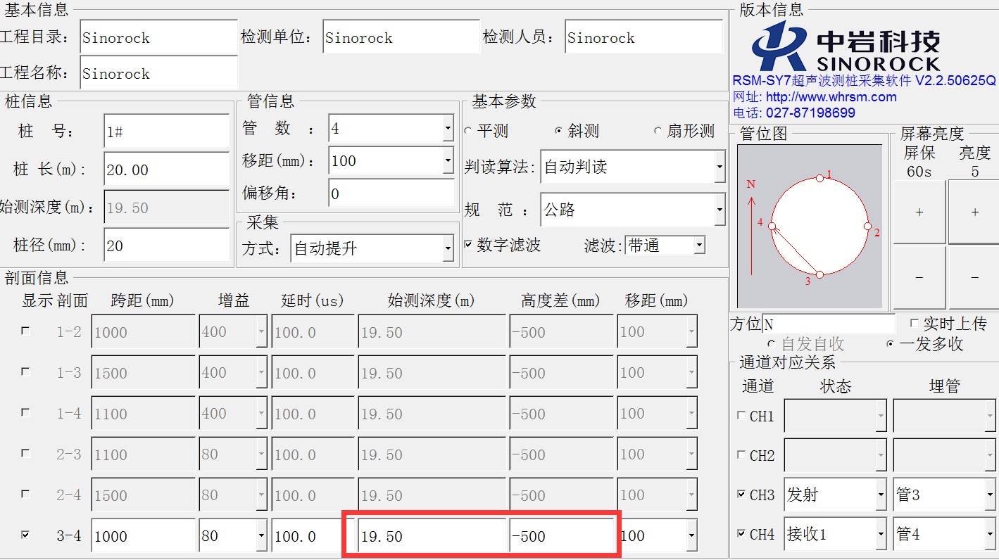 基本信息
工程目录: Sinorock 检测单位: Sinorock 检测人员: Sinorock
工程名称: Sinorock
版本信息
中岩科技
SINOROCK
RSM-SY7超声波测桩采集软件 V2.2.50625Q
网址: http://www.whrsm.com
电话: 027-87198699
桩信息
桩 号: 1#
桩 长(m): 20.00
始测深度(m): 19.50
桩径(mm): 20
管信息
管 数 : 4
移距(mm): 100
偏移角: 0
采集
方式: 自动提升
基本参数
平测 斜测 扇形测
判读算法: 自动判读
规 范 : 公路
数字滤波 滤波: 带通
管位图
N
1
2
3
4
屏幕亮度
屏保 亮度
60s 5
+ +
- -
剖面信息
显示 剖面 跨距(mm) 增益 延时(us) 始测深度(m) 高度差(mm) 移距(mm)
1-2 1000 400 100.0 19.50 -500 100
1-3 1500 400 100.0 19.50 -500 100
1-4 1100 400 100.0 19.50 -500 100
2-3 1100 80 100.0 19.50 -500 100
2-4 1500 80 100.0 19.50 -500 100
3-4 1000 80 100.0 19.50 -500 100
方位 N 实时上传
自发自收 一发多收
通道对应关系
通道 状态 埋管
CH1
CH2
CH3 发射 管3
CH4 接收1 管4